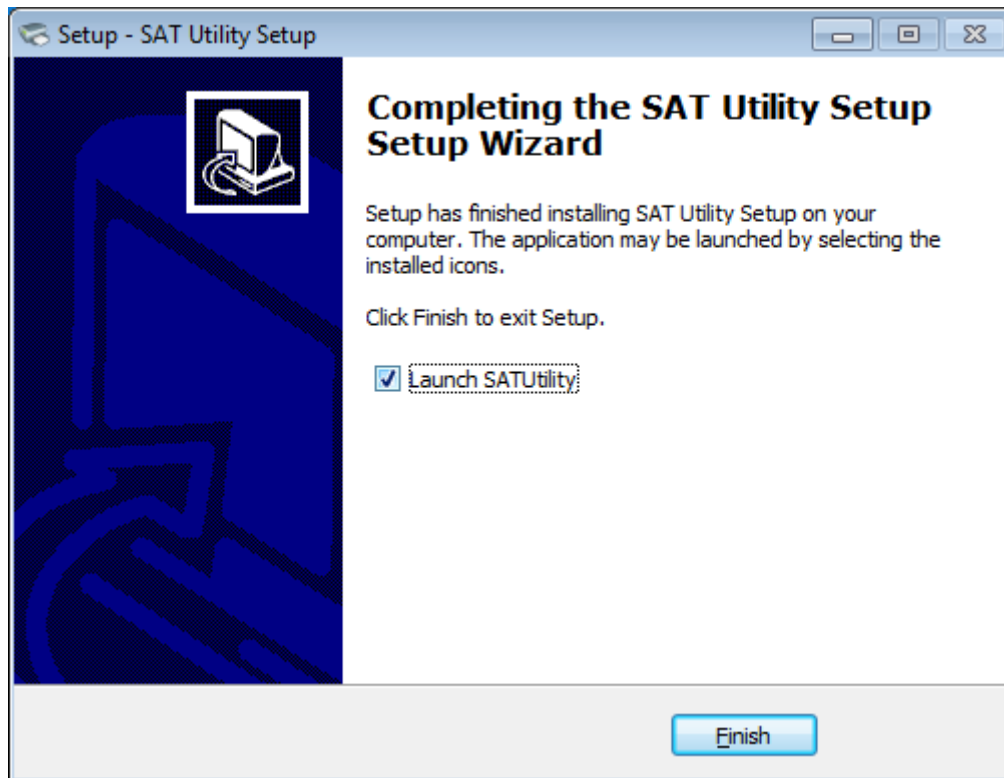 Setup - SAT Utility Setup
Completing the SAT Utility Setup
Setup Wizard
Setup has finished installing SAT Utility Setup on your
computer. The application may be launched by selecting the
installed icons.
Click Finish to exit Setup.
Launch SATUtility
Finish